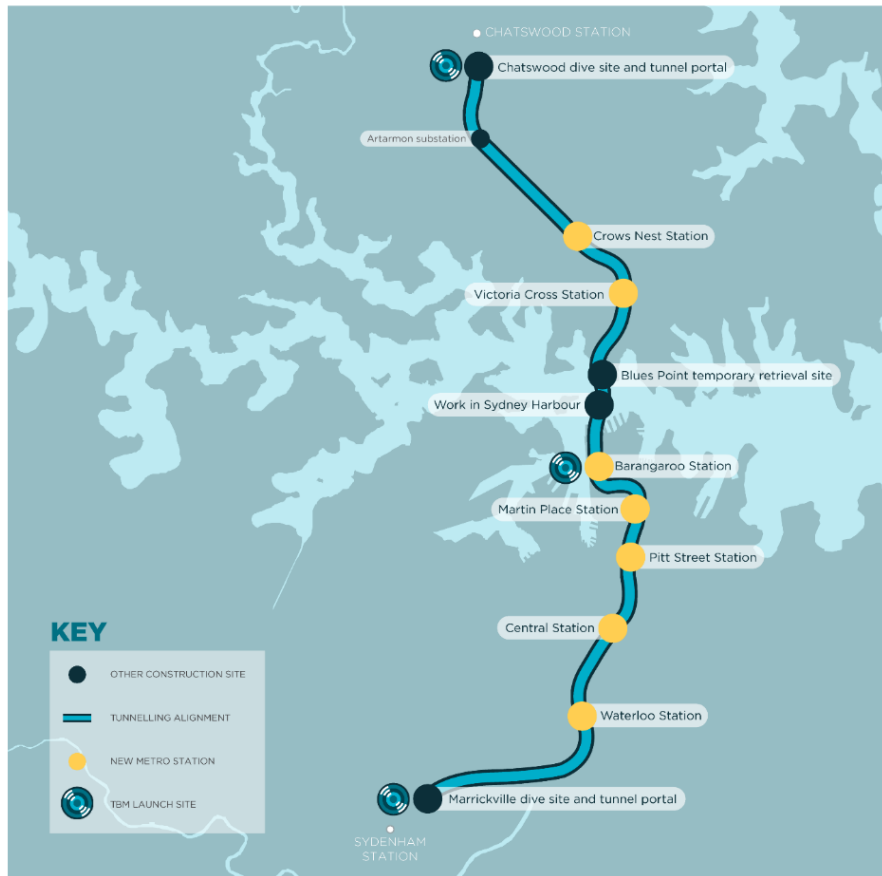 CHATSWOOD STATION
Chatswood dive site and tunnel portal
Artarmon substation
Crows Nest Station
Victoria Cross Station
Blues Point temporary retrieval site
Work in Sydney Harbour
Barangaroo Station
Martin Place Station
Pitt Street Station
Central Station
Waterloo Station
Marrickville dive site and tunnel portal
SYDENHAM
STATION
KEY
OTHER CONSTRUCTION SITE
TUNNELLING ALIGNMENT
NEW METRO STATION
TBM LAUNCH SITE